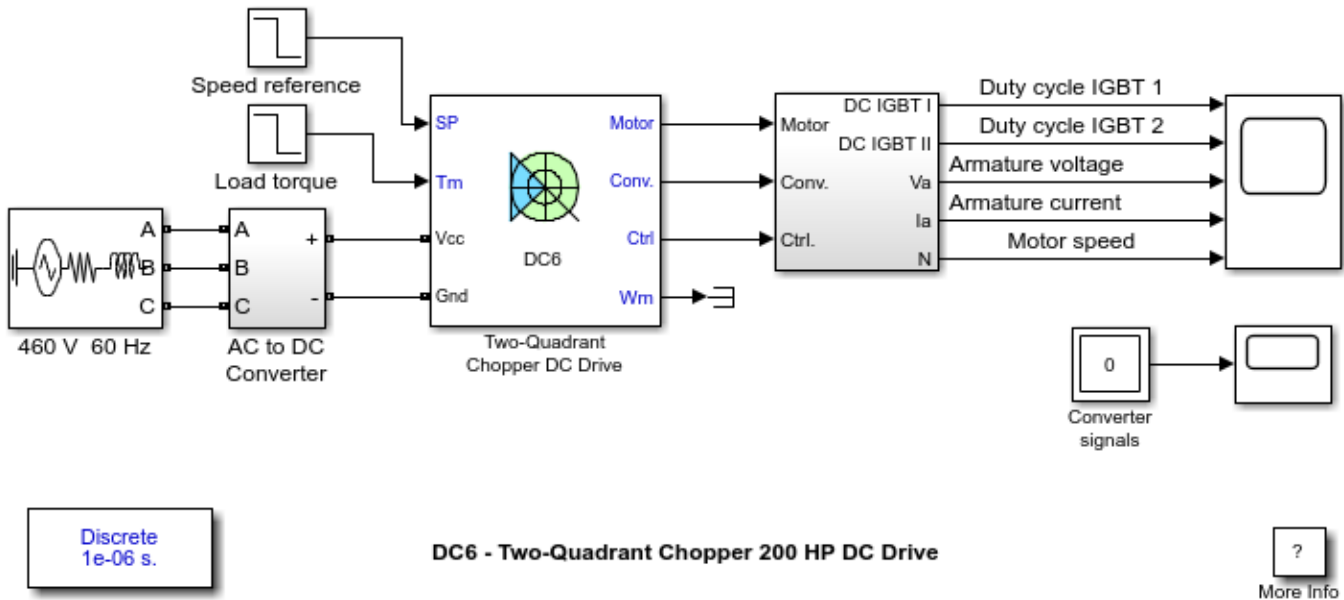 Speed reference
Load torque
A
B
C
460 V 60 Hz
A
B
C
+
-
AC to DC
Converter
SP
Tm
Vcc
Gnd
Motor
Conv.
Ctrl
Wm
DC6
Two-Quadrant
Chopper DC Drive
Motor
Conv.
Ctrl.
DC IGBT I
DC IGBT II
Va
Ia
N
Duty cycle IGBT 1
Duty cycle IGBT 2
Armature voltage
Armature current
Motor speed
0
Converter
signals
Discrete
1e-06 s.
DC6 - Two-Quadrant Chopper 200 HP DC Drive
?
More Info